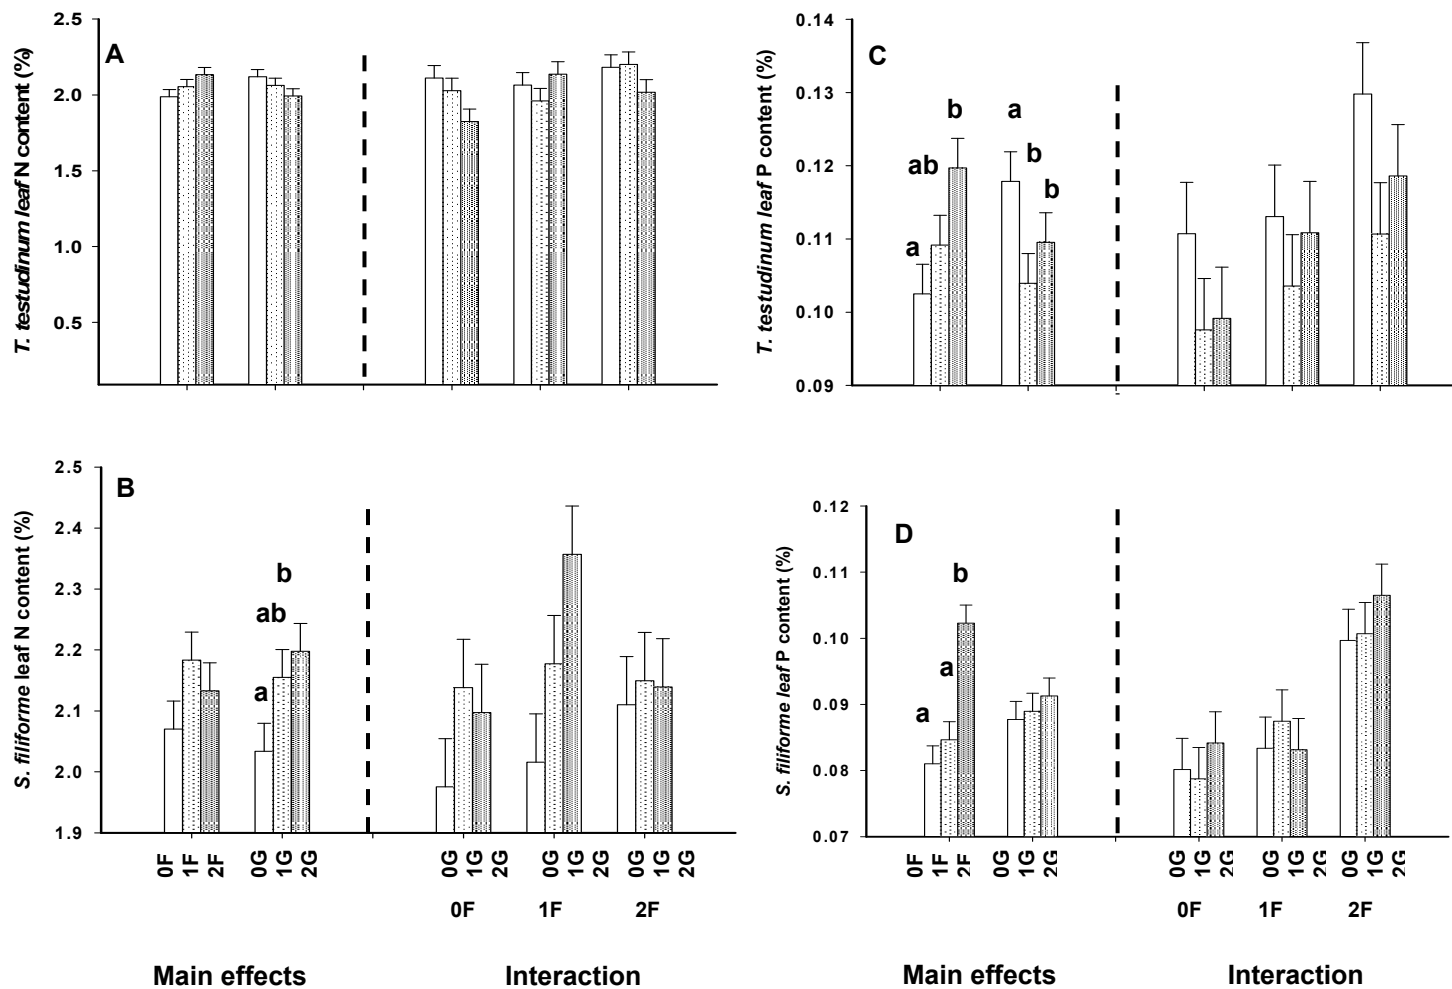 A
T. testudinum leaf N content (%)
2.5
2.0
1.5
1.0
0.5
C
T. testudinum leaf P content (%)
0.14
0.13
0.12
0.11
0.10
0.09
a
ab
b
a
b
b
B
S. filiforme leaf N content (%)
2.5
2.4
2.3
2.2
2.1
2.0
1.9
a
ab
b
0F
1F
2F
0G
1G
2G
0G
1G
2G
0G
1G
2G
0G
1G
2G
0F
1F
2F
Main effects
Interaction
D
S. filiforme leaf P content (%)
0.12
0.11
0.10
0.09
0.08
0.07
a
a
b
0F
1F
2F
0G
1G
2G
0G
1G
2G
0G
1G
2G
0G
1G
2G
0F
1F
2F
Main effects
Interaction